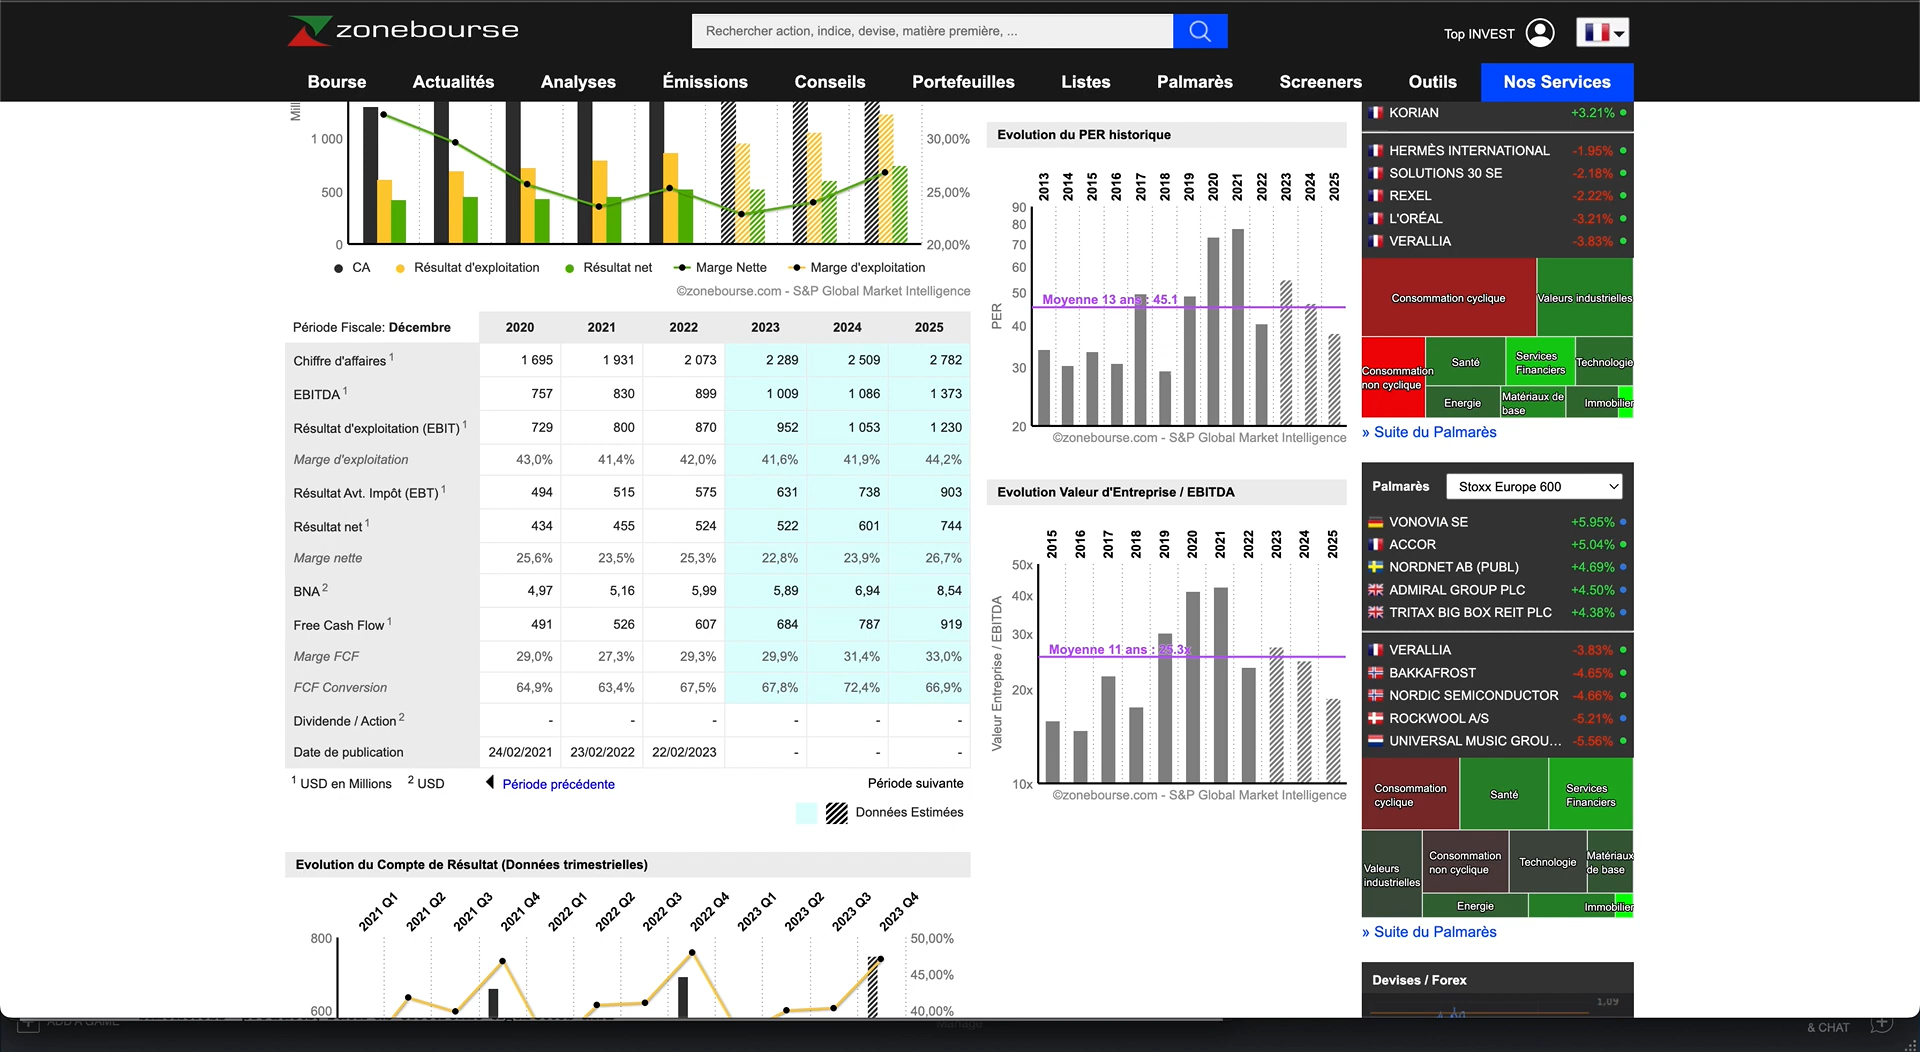 zonebourse
Rechercher action, indice, devise, matière première, ...
Top INVEST
Bourse Actualités Analyses Émissions Conseils Portefeuilles Listes Palmarès Screeners Outils Nos Services
1 000
500
0
30,00%
25,00%
20,00%
CA Résultat d'exploitation Résultat net Marge Nette Marge d'exploitation
©zonebourse.com - S&P Global Market Intelligence
Période Fiscale: Décembre 2020 2021 2022 2023 2024 2025
Chiffre d'affaires 1 1 695 1 931 2 073 2 289 2 509 2 782
EBITDA 1 757 830 899 1 009 1 086 1 373
Résultat d'exploitation (EBIT) 1 729 800 870 952 1 053 1 230
Marge d'exploitation 43,0% 41,4% 42,0% 41,6% 41,9% 44,2%
Résultat Avt. Impôt (EBT) 1 494 515 575 631 738 903
Résultat net 1 434 455 524 522 601 744
Marge nette 25,6% 23,5% 25,3% 22,8% 23,9% 26,7%
BNA 2 4,97 5,16 5,99 5,89 6,94 8,54
Free Cash Flow 1 491 526 607 684 787 919
Marge FCF 29,0% 27,3% 29,3% 29,9% 31,4% 33,0%
FCF Conversion 64,9% 63,4% 67,5% 67,8% 72,4% 66,9%
Dividende / Action 2 - - - - - -
Date de publication 24/02/2021 23/02/2022 22/02/2023 - - -
1 USD en Millions 2 USD Période précédente Période suivante
Données Estimées
Evolution du Compte de Résultat (Données trimestrielles)
2021 Q1 2021 Q2 2021 Q3 2021 Q4 2022 Q1 2022 Q2 2022 Q3 2022 Q4 2023 Q1 2023 Q2 2023 Q3 2023 Q4
800
600
50,00%
45,00%
40,00%
Evolution du PER historique
2013 2014 2015 2016 2017 2018 2019 2020 2021 2022 2023 2024 2025
90
80
70
60
50
40
30
20
PER
Moyenne 13 ans : 45.1
©zonebourse.com - S&P Global Market Intelligence
Evolution Valeur d'Entreprise / EBITDA
2015 2016 2017 2018 2019 2020 2021 2022 2023 2024 2025
50x
40x
30x
20x
10x
Valeur Entreprise / EBITDA
Moyenne 11 ans : 25.3x
©zonebourse.com - S&P Global Market Intelligence
KORIAN +3.21%
HERMÈS INTERNATIONAL -1.95%
SOLUTIONS 30 SE -2.18%
REXEL -2.22%
L'ORÉAL -3.21%
VERALLIA -3.83%
Consommation cyclique
Valeurs industrielles
Consommation
non cyclique
Santé
Services
Financiers
Technologie
Energie
Matériaux de
base
Immobilier
» Suite du Palmarès
Palmarès Stoxx Europe 600
VONOVIA SE +5.95%
ACCOR +5.04%
NORDNET AB (PUBL) +4.69%
ADMIRAL GROUP PLC +4.50%
TRITAX BIG BOX REIT PLC +4.38%
VERALLIA -3.83%
BAKKAFROST -4.65%
NORDIC SEMICONDUCTOR -4.66%
ROCKWOOL A/S -5.21%
UNIVERSAL MUSIC GROU... -5.56%
Consommation
cyclique
Santé
Services
Financiers
Valeurs
industrielles
Consommation
non cyclique
Technologie
Matériaux
de base
Energie
Immobilier
» Suite du Palmarès
Devises / Forex
1,09
ADD A GAME
Manage
& CHAT